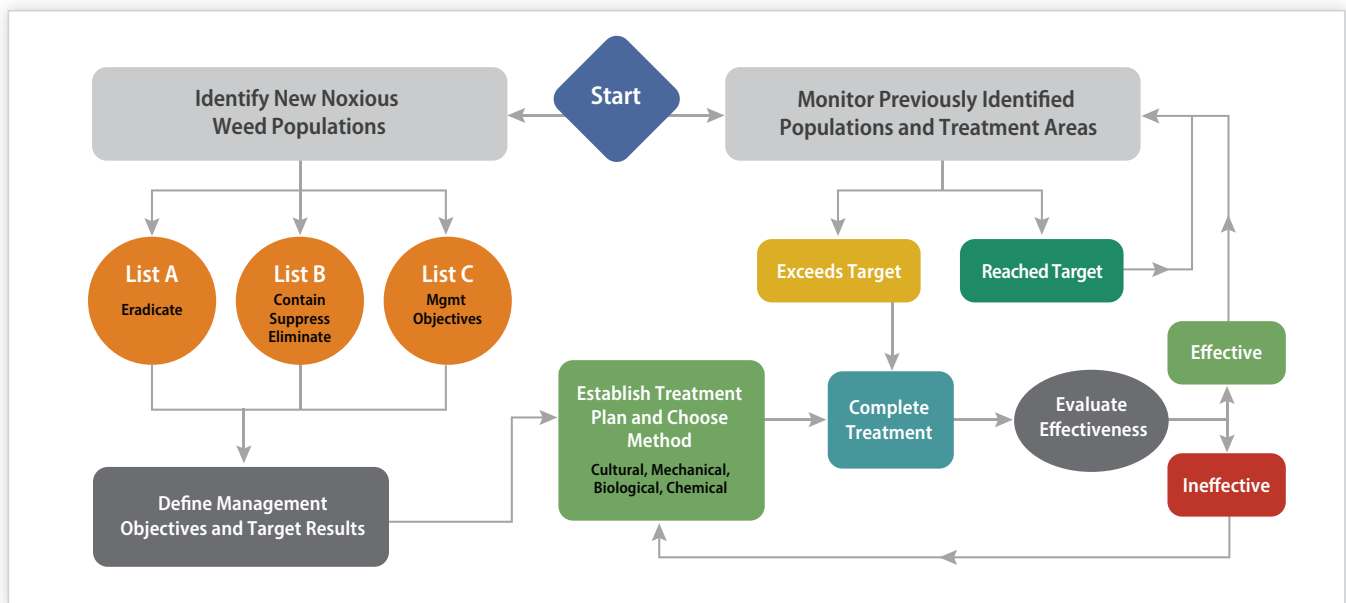 Identify New Noxious
Weed Populations
Start
Monitor Previously Identified
Populations and Treatment Areas
List A
Eradicate
List B
Contain
Suppress
Eliminate
List C
Mgmt
Objectives
Exceeds Target
Reached Target
Define Management
Objectives and Target Results
Establish Treatment
Plan and Choose
Method
Cultural, Mechanical,
Biological, Chemical
Complete
Treatment
Evaluate
Effectiveness
Effective
Ineffective